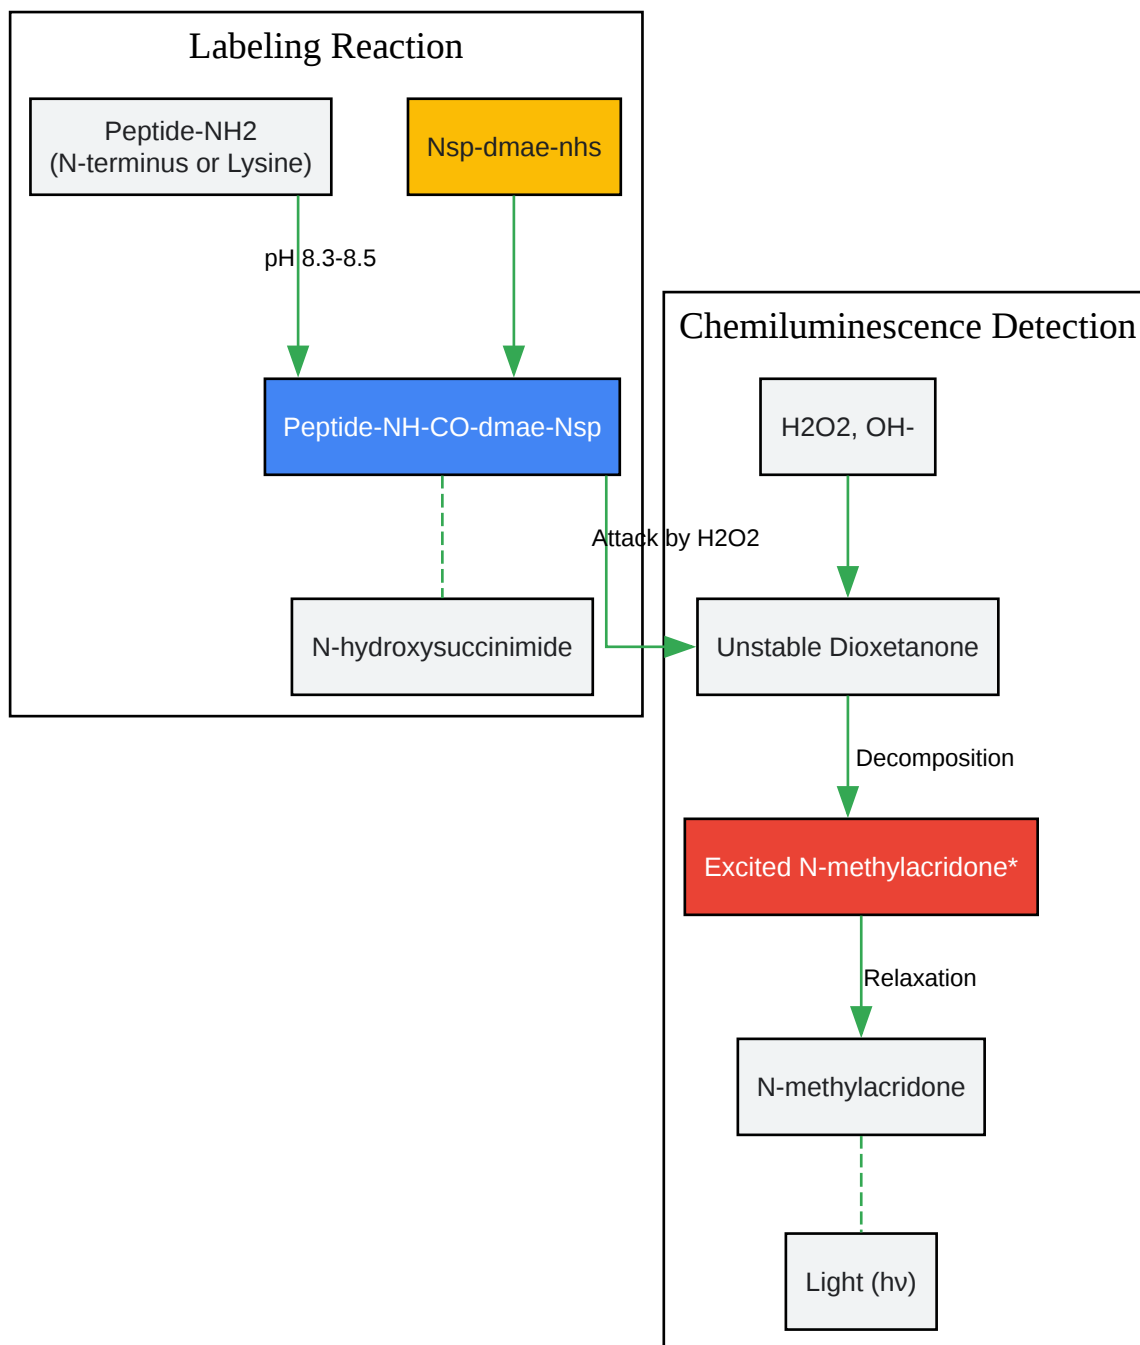 Labeling Reaction
Peptide-NH2
(N-terminus or Lysine)
Nsp-dmae-nhs
pH 8.3-8.5
Peptide-NH-CO-dmae-Nsp
N-hydroxysuccinimide
Chemiluminescence Detection
H2O2, OH-
Attack by H2O2
Unstable Dioxetanone
Decomposition
Excited N-methylacridone*
Relaxation
N-methylacridone
Light (hν)